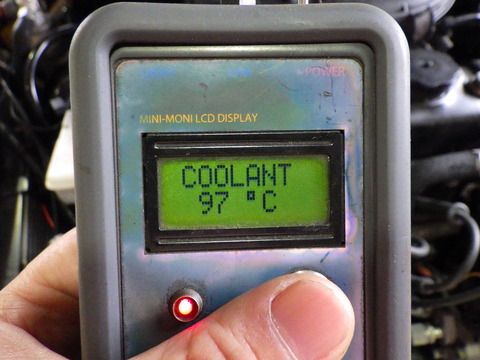 POWER
MINI-MONI LCD DISPLAY
COOLANT
97 °C